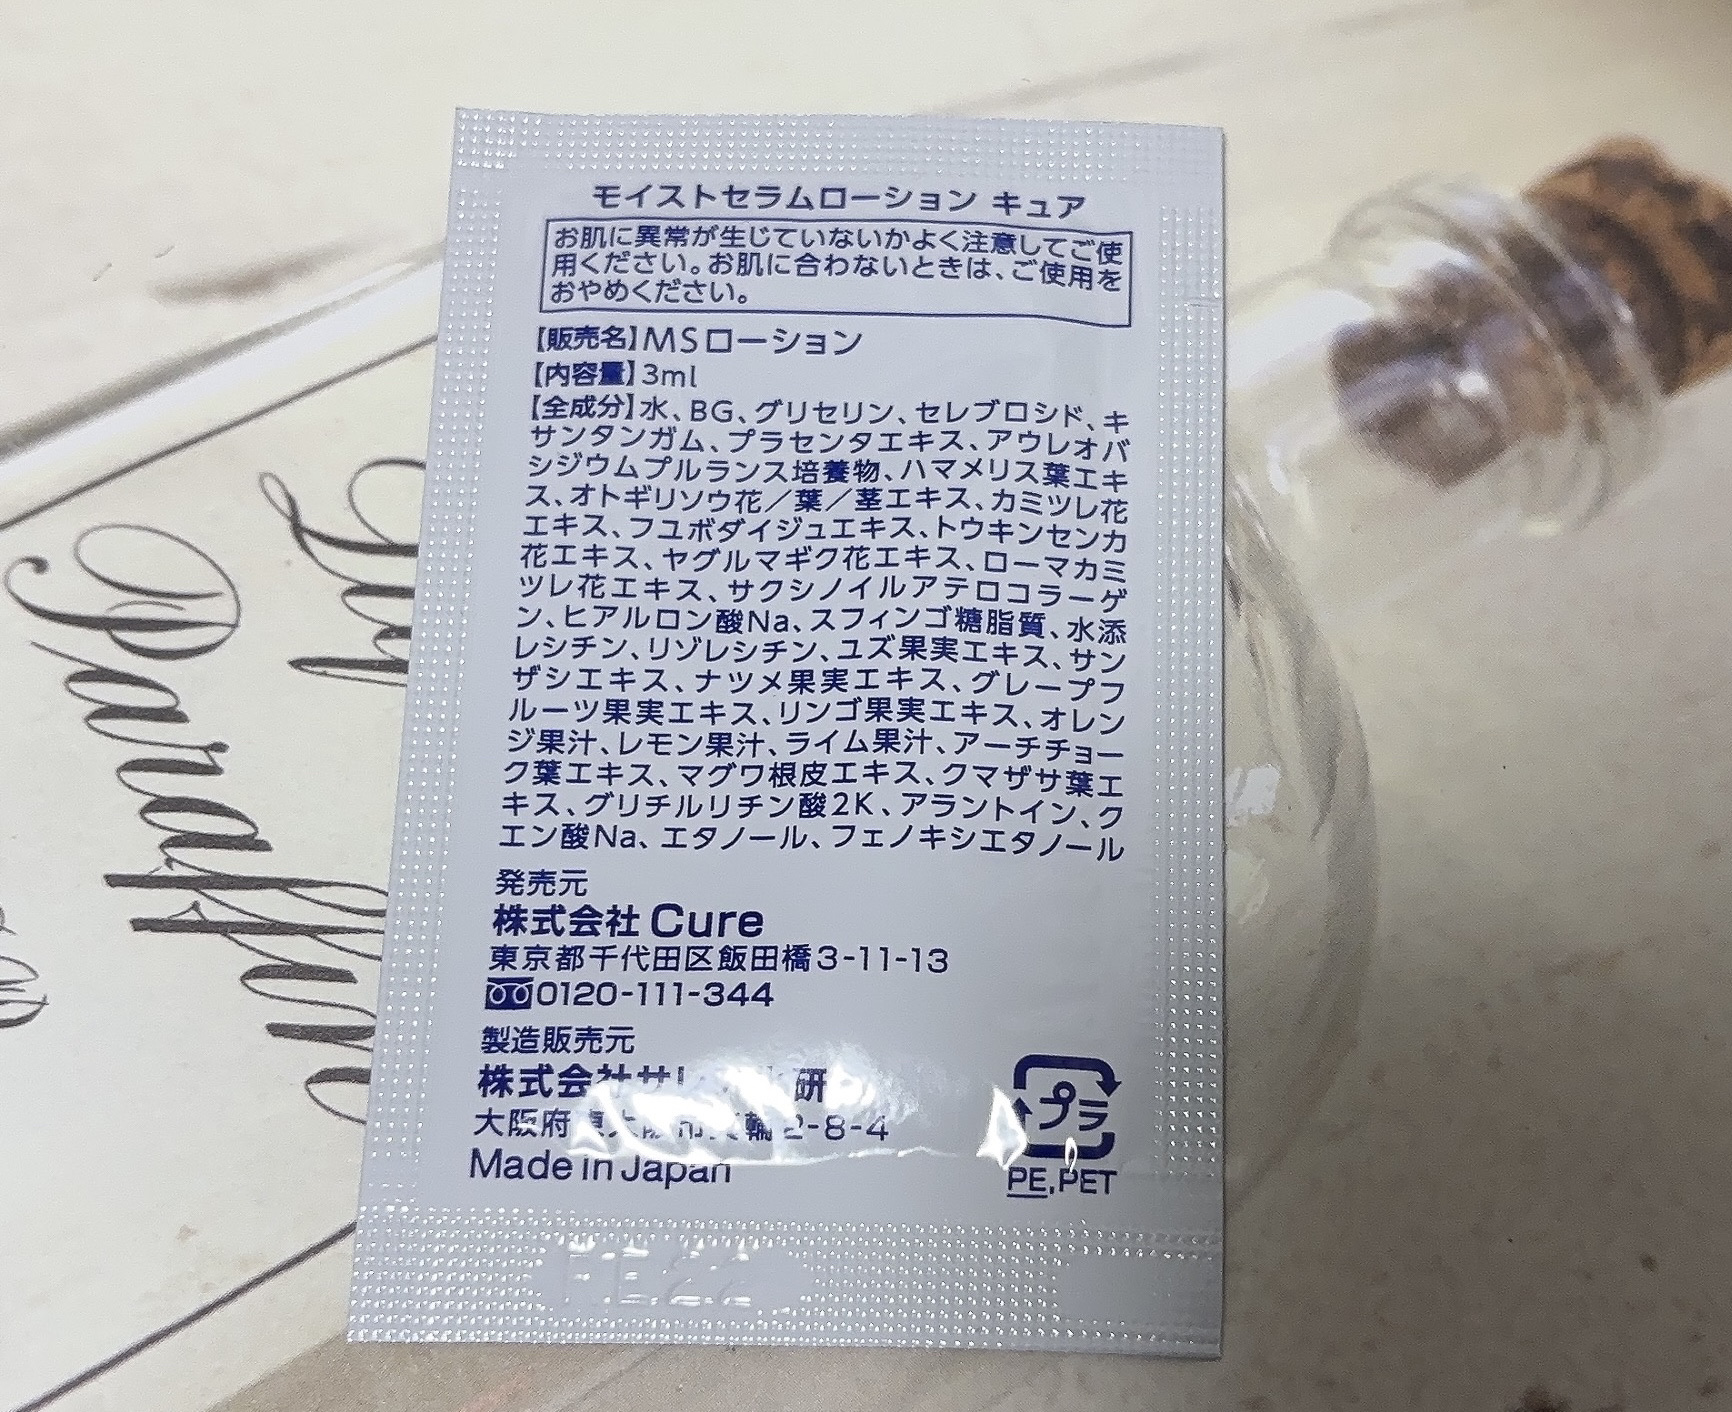 モイストセラムローション キュア
お肌に異常が生じていないかよく注意してご使
用ください。お肌に合わないときは、ご使用を
おやめください。
【販売名】MSローション
【内容量】3ml
【全成分】水、BG、グリセリン、セレブロシド、キ
サンタンガム、プラセンタエキス、アウレオバ
シジウムプルランス培養物、ハマメリス葉エキ
ス、オトギリソウ花／葉／茎エキス、カミツレ花
エキス、フユボダイジュエキス、トウキンセンカ
花エキス、ヤグルマギク花エキス、ローマカミ
ツレ花エキス、サクシノイルアテロコラーゲ
ン、ヒアルロン酸Na、スフィンゴ糖脂質、水添
レシチン、リゾレシチン、ユズ果実エキス、サン
ザシエキス、ナツメ果実エキス、グレープフ
ルーツ果実エキス、リンゴ果実エキス、オレン
ジ果汁、レモン果汁、ライム果汁、アーチチョー
ク葉エキス、マグワ根皮エキス、クマザサ葉エ
キス、グリチルリチン酸2K、アラントイン、ク
エン酸Na、エタノール、フェノキシエタノール
発売元
株式会社 Cure
東京都千代田区飯田橋3-11-13
0120-111-344
製造販売元
株式会社
大阪府 2-8-4
Made in Japan
プラ
PE,PET
Paraffin